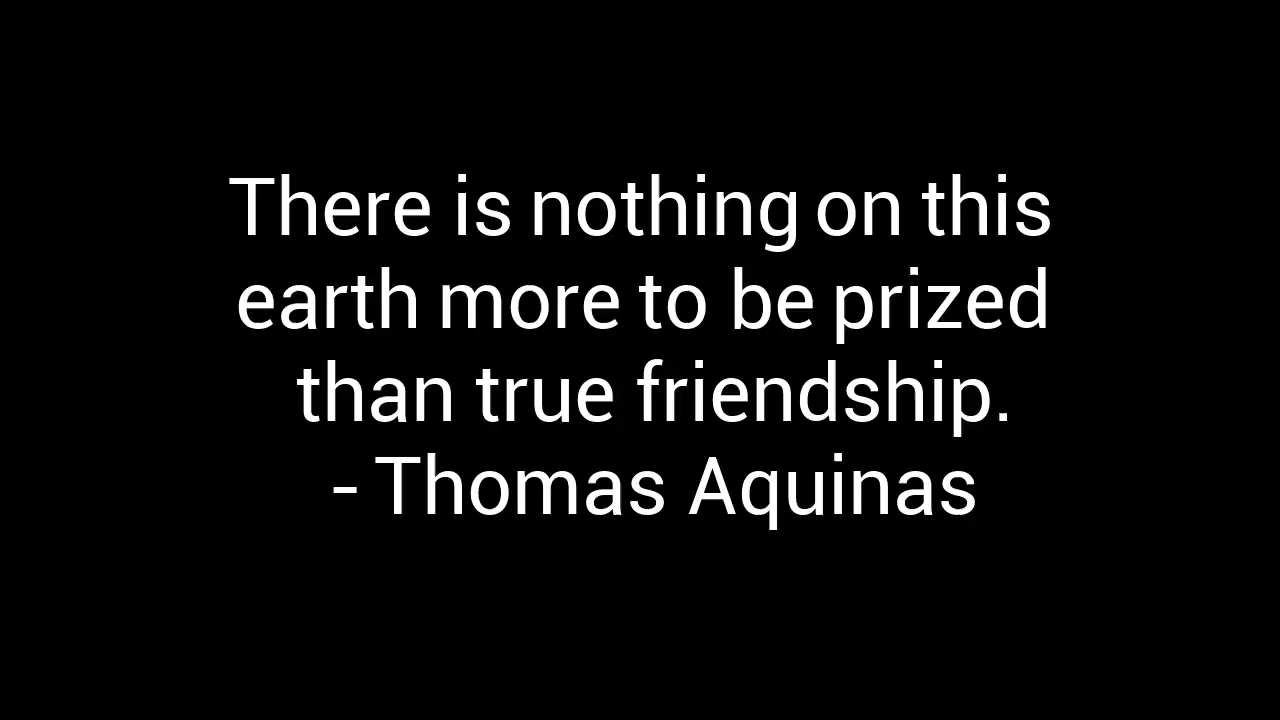 There is nothing on this
earth more to be prized
than true friendship.
- Thomas Aquinas